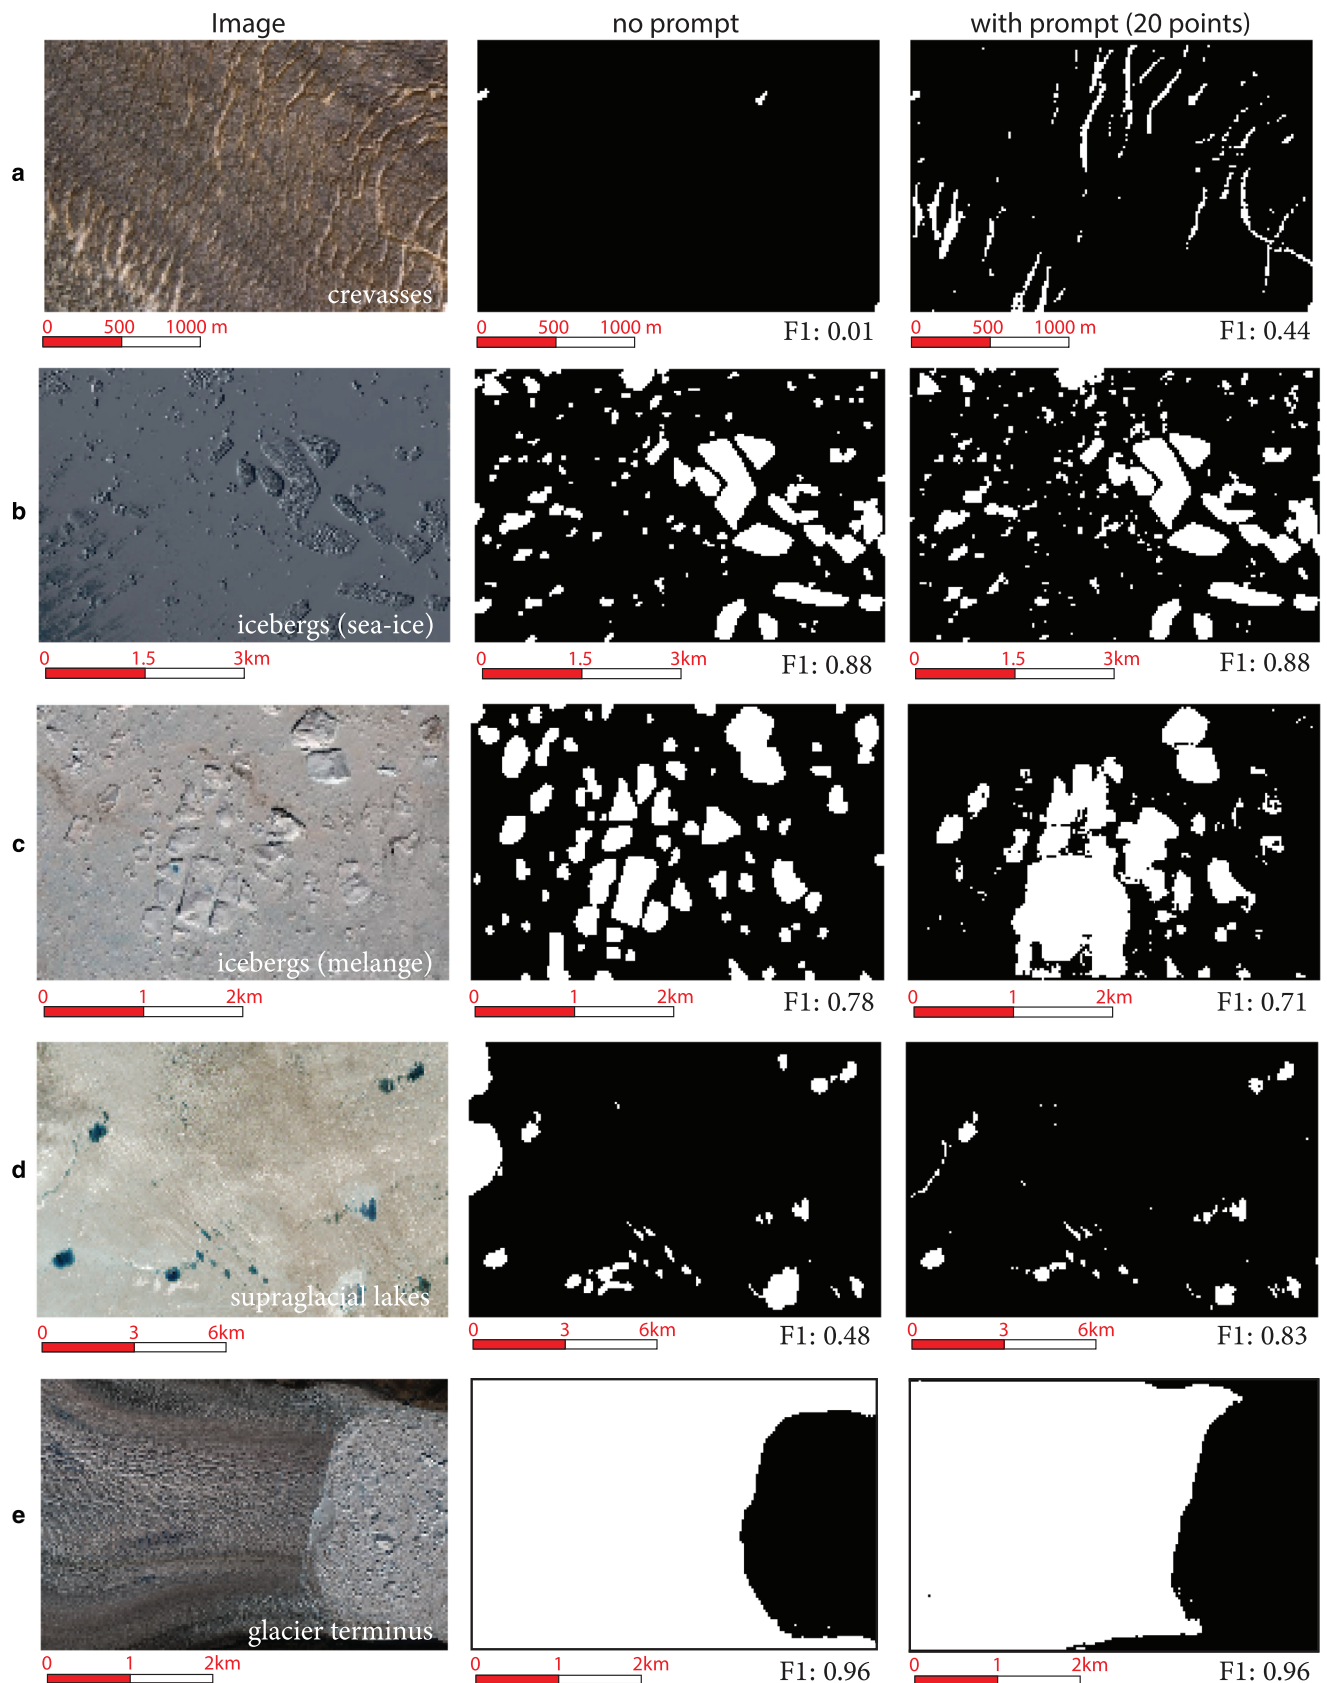 Image no prompt with prompt (20 points)
a
crevasses
0 500 1000 m
0 500 1000 m
F1: 0.01
0 500 1000 m
F1: 0.44
b
icebergs (sea-ice)
0 1.5 3km
0 1.5 3km
F1: 0.88
0 1.5 3km
F1: 0.88
c
icebergs (melange)
0 1 2km
0 1 2km
F1: 0.78
0 1 2km
F1: 0.71
d
supraglacial lakes
0 3 6km
0 3 6km
F1: 0.48
0 3 6km
F1: 0.83
e
glacier terminus
0 1 2km
0 1 2km
F1: 0.96
0 1 2km
F1: 0.96